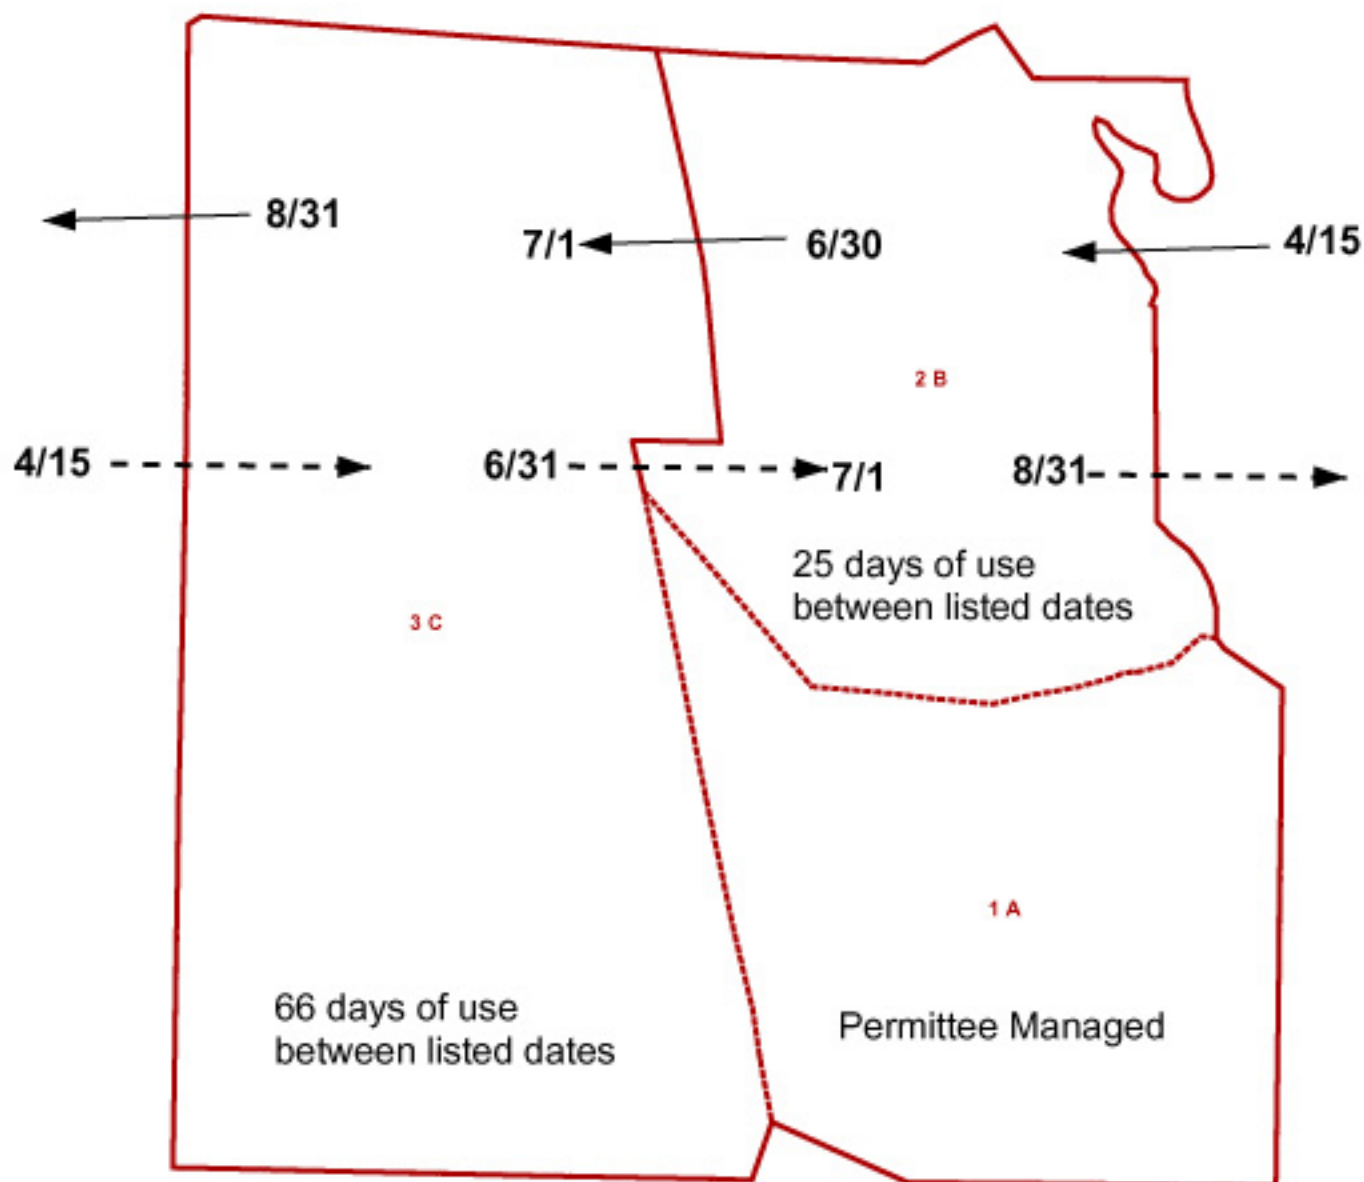 8/31
7/1
6/30
4/15
2 B
4/15
6/31
7/1
8/31
25 days of use
between listed dates
3 C
1 A
66 days of use
between listed dates
Permittee Managed